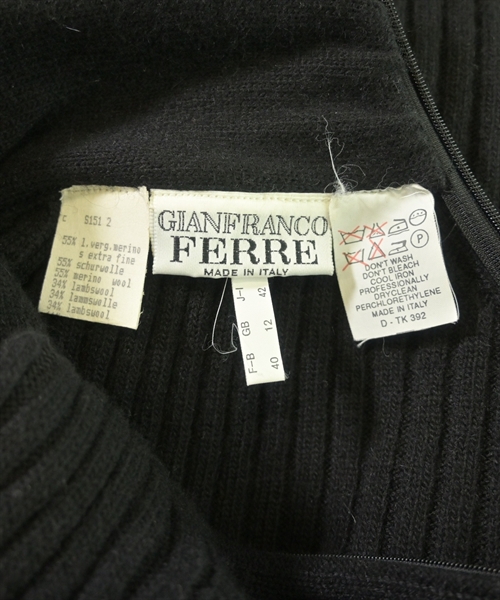 c S151 2
55% l.verg.merino
s extra fine
55% schurwolle
55% merino wool
34% lambswool
34% lammswolle
34% lambswool
GIANFRANCO
FERRE
MADE IN ITALY
J-I 42
GB 12
F-B 40
P
DON'T WASH
DON'T BLEACH
COOL IRON
PROFESSIONALLY
DRYCLEAN
PERCHLORETHYLENE
D - TK 392